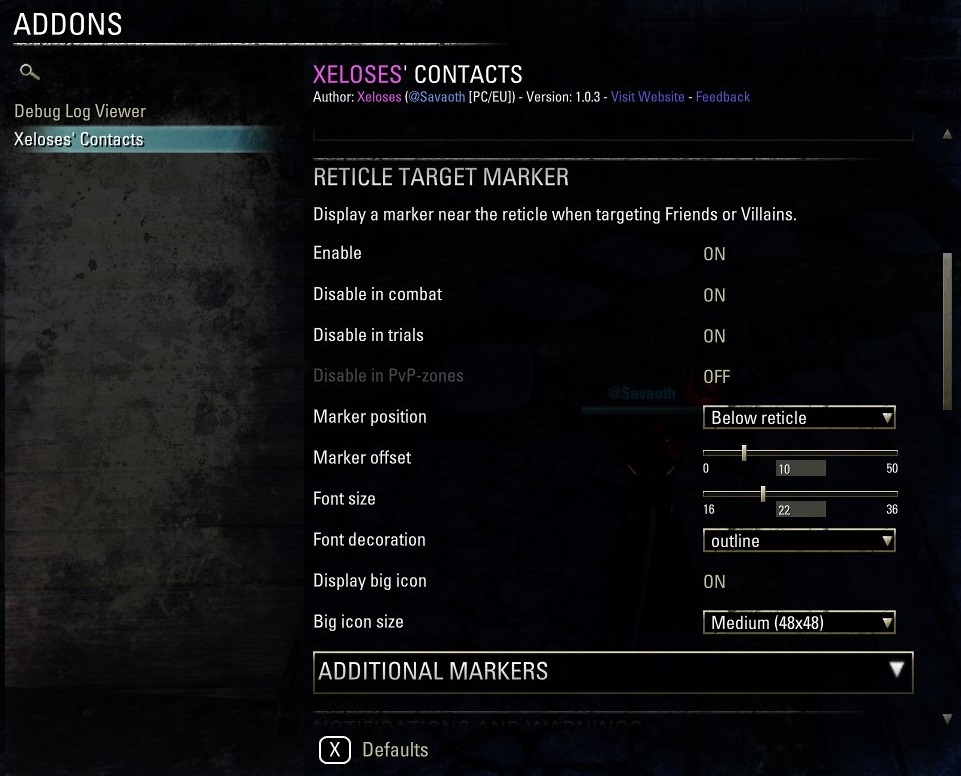 ADDONS
Debug Log Viewer
Xeloses' Contacts
XELOSES' CONTACTS
Author: Xeloses (@Savaoth [PC/EU]) - Version: 1.0.3 - Visit Website - Feedback
RETICLE TARGET MARKER
Display a marker near the reticle when targeting Friends or Villains.
Enable ON
Disable in combat ON
Disable in trials ON
Disable in PvP-zones OFF
@Savaoth
Marker position Below reticle
Marker offset
0 10 50
Font size
16 22 36
Font decoration outline
Display big icon ON
Big icon size Medium (48x48)
ADDITIONAL MARKERS
NOTIFICATIONS AND WARNINGS
X Defaults